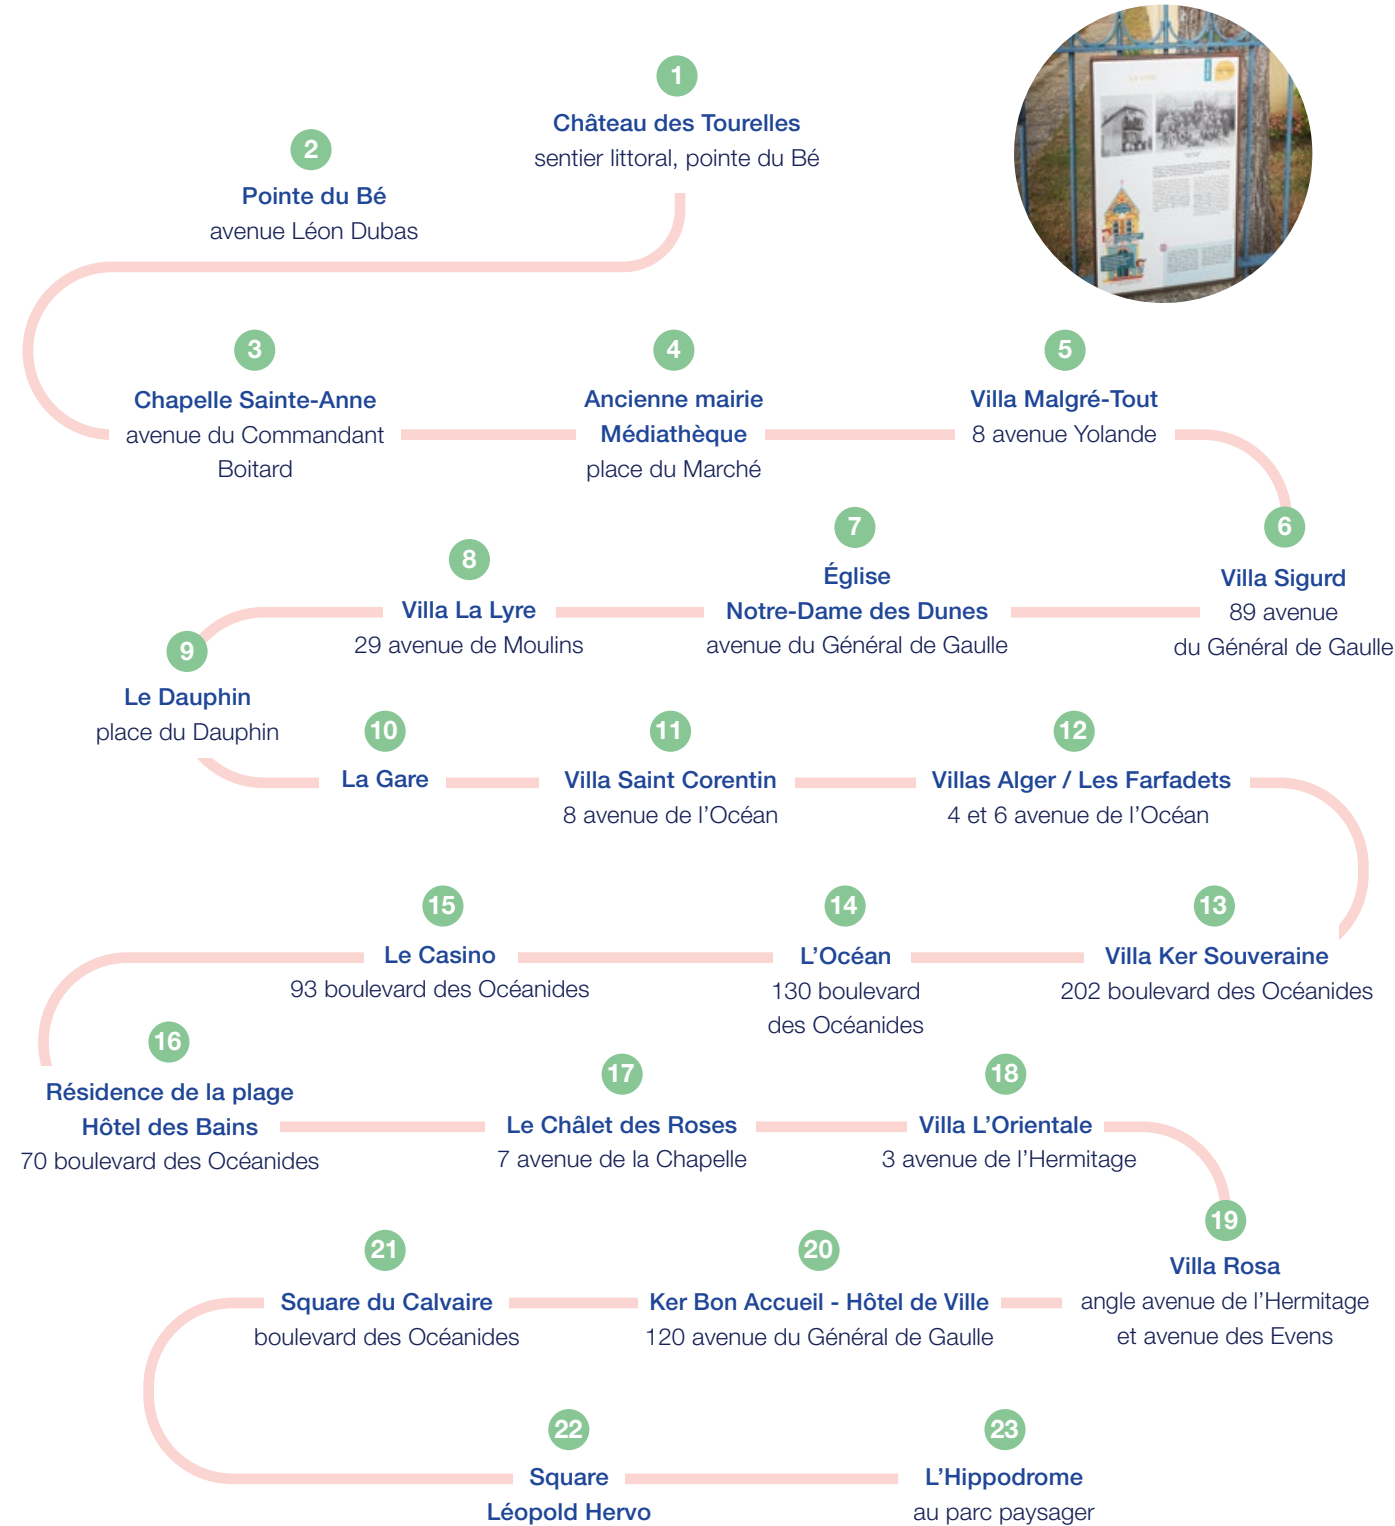 1
Château des Tourelles
sentier littoral, pointe du Bé
2
Pointe du Bé
avenue Léon Dubas
3
Chapelle Sainte-Anne
avenue du Commandant
Boitard
4
Ancienne mairie
Médiathèque
place du Marché
5
Villa Malgré-Tout
8 avenue Yolande
6
Villa Sigurd
89 avenue
du Général de Gaulle
7
Église
Notre-Dame des Dunes
avenue du Général de Gaulle
8
Villa La Lyre
29 avenue de Moulins
9
Le Dauphin
place du Dauphin
10
La Gare
11
Villa Saint Corentin
8 avenue de l’Océan
12
Villas Alger / Les Farfadets
4 et 6 avenue de l’Océan
13
Villa Ker Souveraine
202 boulevard des Océanides
14
L’Océan
130 boulevard
des Océanides
15
Le Casino
93 boulevard des Océanides
16
Résidence de la plage
Hôtel des Bains
70 boulevard des Océanides
17
Le Châlet des Roses
7 avenue de la Chapelle
18
Villa L’Orientale
3 avenue de l’Hermitage
19
Villa Rosa
angle avenue de l’Hermitage
et avenue des Evens
20
Ker Bon Accueil - Hôtel de Ville
120 avenue du Général de Gaulle
21
Square du Calvaire
boulevard des Océanides
22
Square
Léopold Hervo
23
L’Hippodrome
au parc paysager